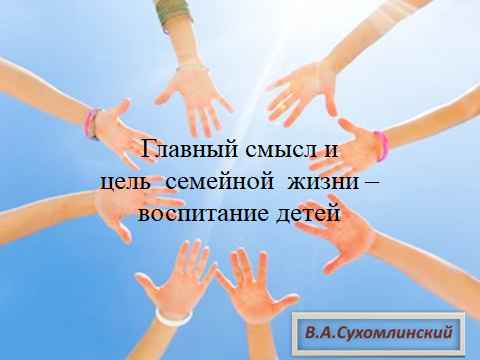 Главный смысл и
цель семейной жизни –
воспитание детей
В.А.Сухомлинский